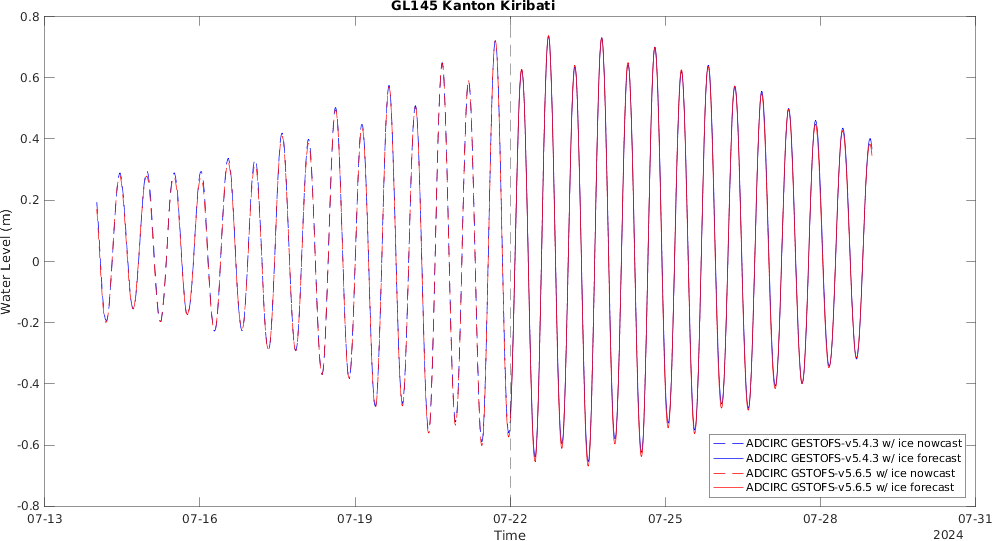 GL145 Kanton Kiribati
0.8
0.6
0.4
0.2
0
-0.2
-0.4
-0.6
-0.8
Water Level (m)
ADCIRC GESTOFS-v5.4.3 w/ ice nowcast
ADCIRC GESTOFS-v5.4.3 w/ ice forecast
ADCIRC GSTOFS-v5.6.5 w/ ice nowcast
ADCIRC GSTOFS-v5.6.5 w/ ice forecast
07-13 07-16 07-19 07-22 07-25 07-28 07-31
Time
2024